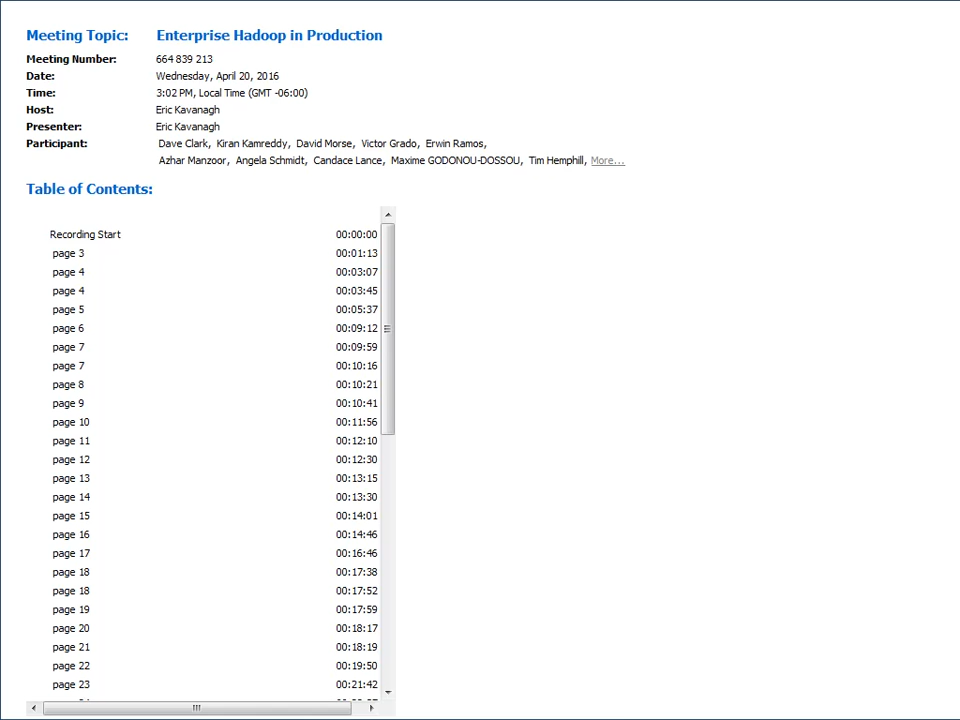 Meeting Topic: Enterprise Hadoop in Production
Meeting Number: 664 839 213
Date: Wednesday, April 20, 2016
Time: 3:02 PM, Local Time (GMT -06:00)
Host: Eric Kavanagh
Presenter: Eric Kavanagh
Participant: Dave Clark, Kiran Kamreddy, David Morse, Victor Grado, Erwin Ramos,
Azhar Manzoor, Angela Schmidt, Candace Lance, Maxime GODONOU-DOSSOU, Tim Hemphill, More...
Table of Contents:
Recording Start 00:00:00
page 3 00:01:13
page 4 00:03:07
page 4 00:03:45
page 5 00:05:37
page 6 00:09:12
page 7 00:09:59
page 7 00:10:16
page 8 00:10:21
page 9 00:10:41
page 10 00:11:56
page 11 00:12:10
page 12 00:12:30
page 13 00:13:15
page 14 00:13:30
page 15 00:14:01
page 16 00:14:46
page 17 00:16:46
page 18 00:17:38
page 18 00:17:52
page 19 00:17:59
page 20 00:18:17
page 21 00:18:19
page 22 00:19:50
page 23 00:21:42